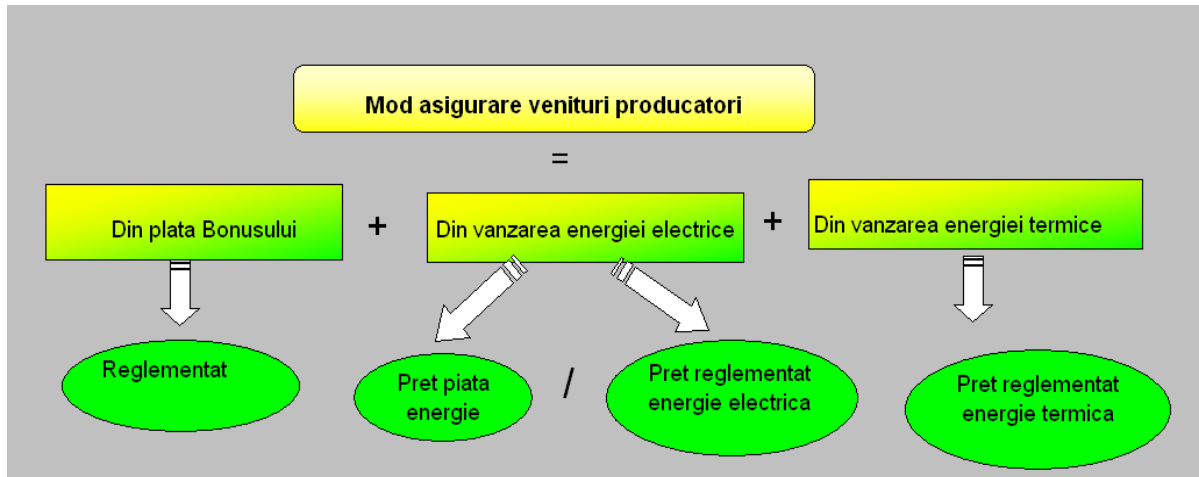 Mod asigurare venituri producatori
=
Din plata Bonusului
+
Din vanzarea energiei electrice
+
Din vanzarea energiei termice
Reglementat
Pret piata
energie
/
Pret reglementat
energie electrica
Pret reglementat
energie termica